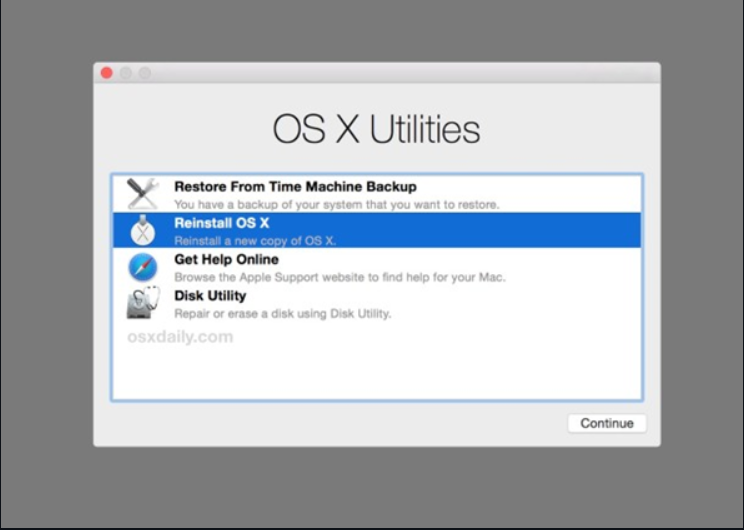 OS X Utilities
Restore From Time Machine Backup
You have a backup of your system that you want to restore.
Reinstall OS X
Reinstall a new copy of OS X.
Get Help Online
Browse the Apple Support website to find help for your Mac.
Disk Utility
Repair or erase a disk using Disk Utility.
osxdaily.com
Continue